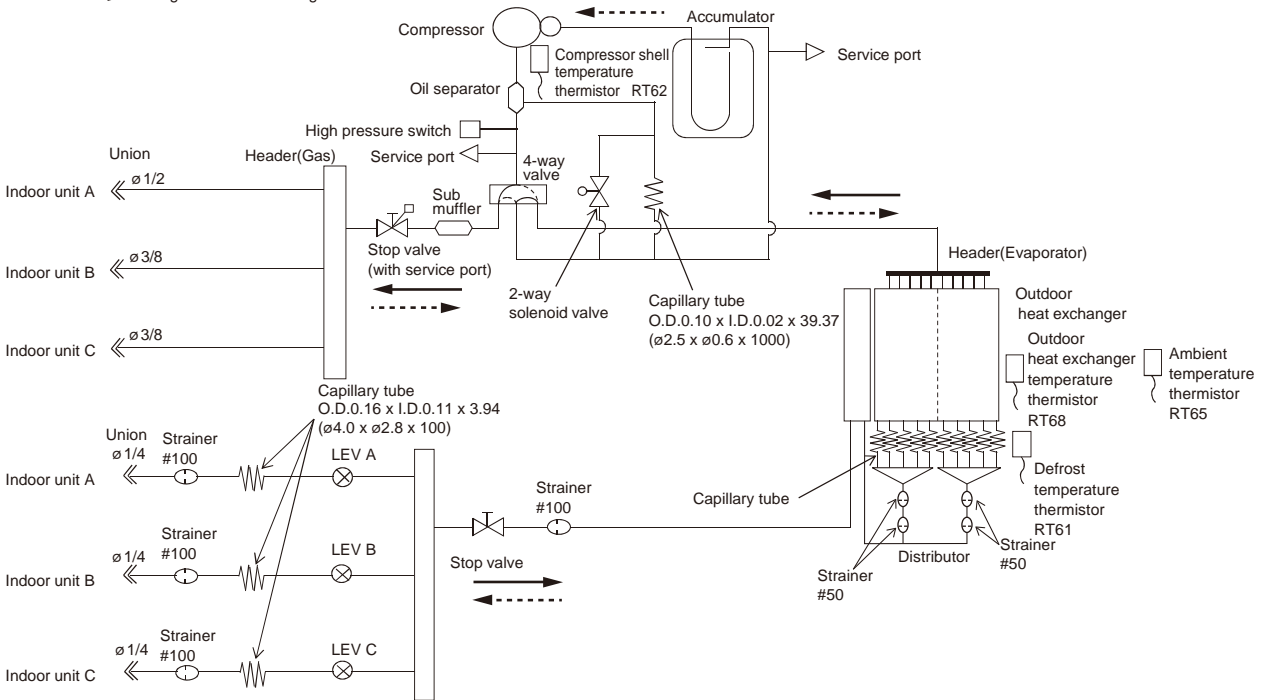 Compressor
Accumulator
Service port
Compressor shell
temperature
thermistor RT62
Oil separator
High pressure switch
Service port
4-way
valve
Union
Header(Gas)
Sub
muffler
Indoor unit A
ø1/2
Indoor unit B
ø3/8
Indoor unit C
ø3/8
Stop valve
(with service port)
2-way
solenoid valve
Capillary tube
O.D.0.10 x I.D.0.02 x 39.37
(ø2.5 x ø0.6 x 1000)
Header(Evaporator)
Outdoor
heat exchanger
Outdoor
heat exchanger
temperature
thermistor
RT68
Ambient
temperature
thermistor
RT65
Capillary tube
O.D.0.16 x I.D.0.11 x 3.94
(ø4.0 x ø2.8 x 100)
Union
ø1/4
Strainer
#100
LEV A
Indoor unit A
ø1/4
Strainer
#100
LEV B
Indoor unit B
ø1/4
Strainer
#100
LEV C
Indoor unit C
Stop valve
Strainer
#100
Capillary tube
Defrost
temperature
thermistor
RT61
Distributor
Strainer
#50
Strainer
#50